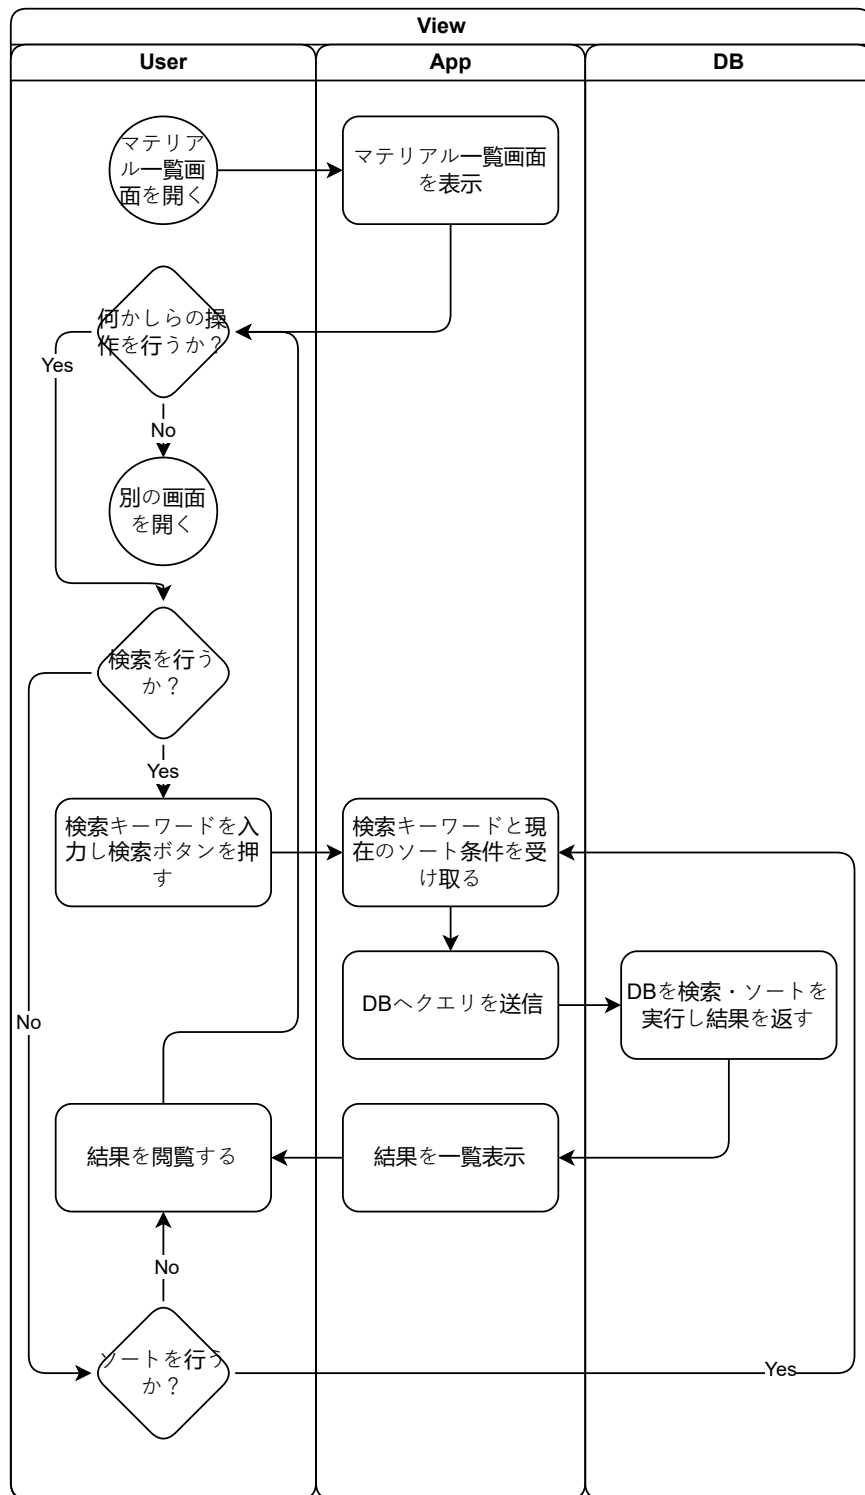 View
User
App
DB
マテリア
ル一覧画
面を開く
マテリアル一覧画面
を表示
何かしらの操
作を行うか？
Yes
No
別の画面
を開く
検索を行う
か？
Yes
検索キーワードを入
力し検索ボタンを押
す
検索キーワードと現
在のソート条件を受
け取る
No
DBへクエリを送信
DBを検索・ソートを
実行し結果を返す
結果を閲覧する
結果を一覧表示
No
ソートを行う
か？
Yes